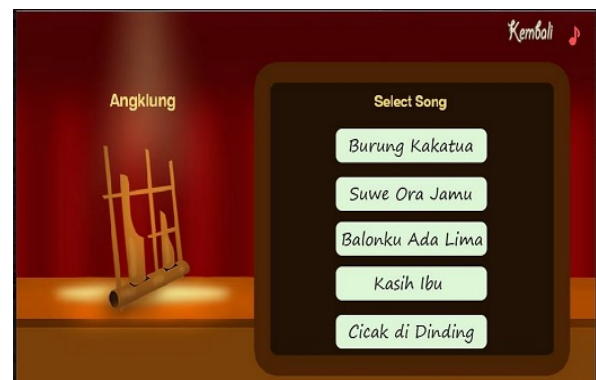 Kembali
Angklung
Select Song
Burung Kakatua
Suwe Ora Jamu
Balonku Ada Lima
Kasih Ibu
Cicak di Dinding